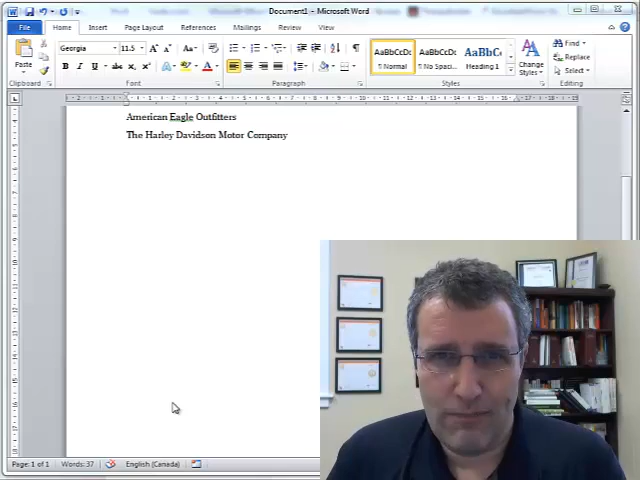 Document1 - Microsoft Word
File Home Insert Page Layout References Mailings Review View
Georgia 11.5 Aa
AaBbCcDc AaBbCcDc AaBbC
Paste
B I U abc
¶ Normal ¶ No Spaci... Heading 1
Change Styles
Find
Replace
Select
Clipboard Font Paragraph Styles Editing
American Eagle Outfitters
The Harley Davidson Motor Company
Page: 1 of 1 Words: 37 English (Canada)